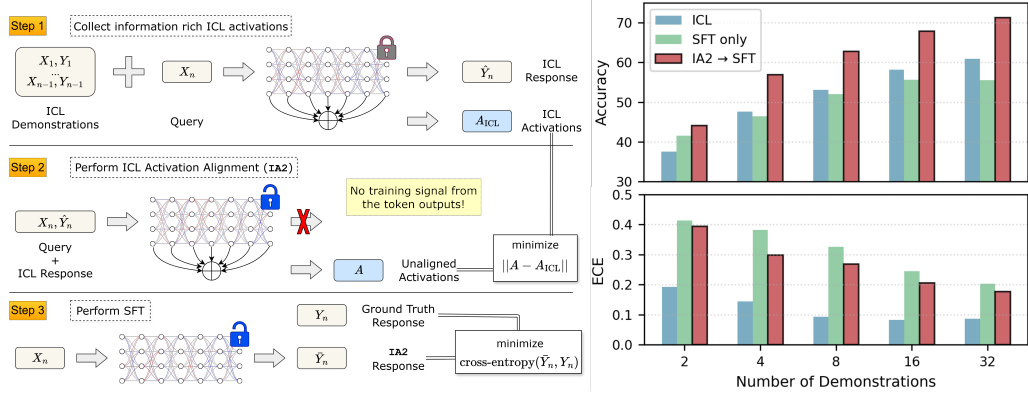 Step 1
Collect information rich ICL activations
X₁, Y₁
...
Xₙ₋₁, Yₙ₋₁
ICL
Demonstrations
Xₙ
Query
Ŷₙ
ICL
Response
A_ICL
ICL
Activations
Step 2
Perform ICL Activation Alignment (IA2)
No training signal from
the token outputs!
Xₙ, Ŷₙ
Query
+
ICL Response
X
A
Unaligned
Activations
minimize
||A − A_ICL||
Step 3
Perform SFT
Xₙ
Yₙ
Ground Truth
Response
Ȳₙ
IA2
Response
minimize
cross-entropy(Ȳₙ, Yₙ)
Accuracy
70
60
50
40
30
ICL
SFT only
IA2 → SFT
ECE
0.5
0.4
0.3
0.2
0.1
0.0
2 4 8 16 32
Number of Demonstrations